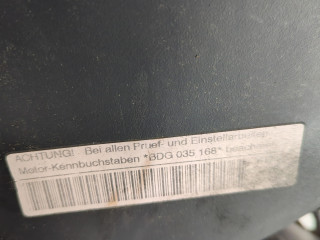 ACHTUNG! Bei allen Pruef- und Einstellarbeiten
Motor-Kennbuchstaben *BDG 035 168* beachten